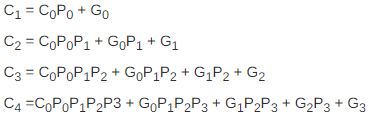 C₁ = C₀P₀ + G₀
C₂ = C₀P₀P₁ + G₀P₁ + G₁
C₃ = C₀P₀P₁P₂ + G₀P₁P₂ + G₁P₂ + G₂
C₄ =C₀P₀P₁P₂P3 + G₀P₁P₂P₃ + G₁P₂P₃ + G₂P₃ + G₃